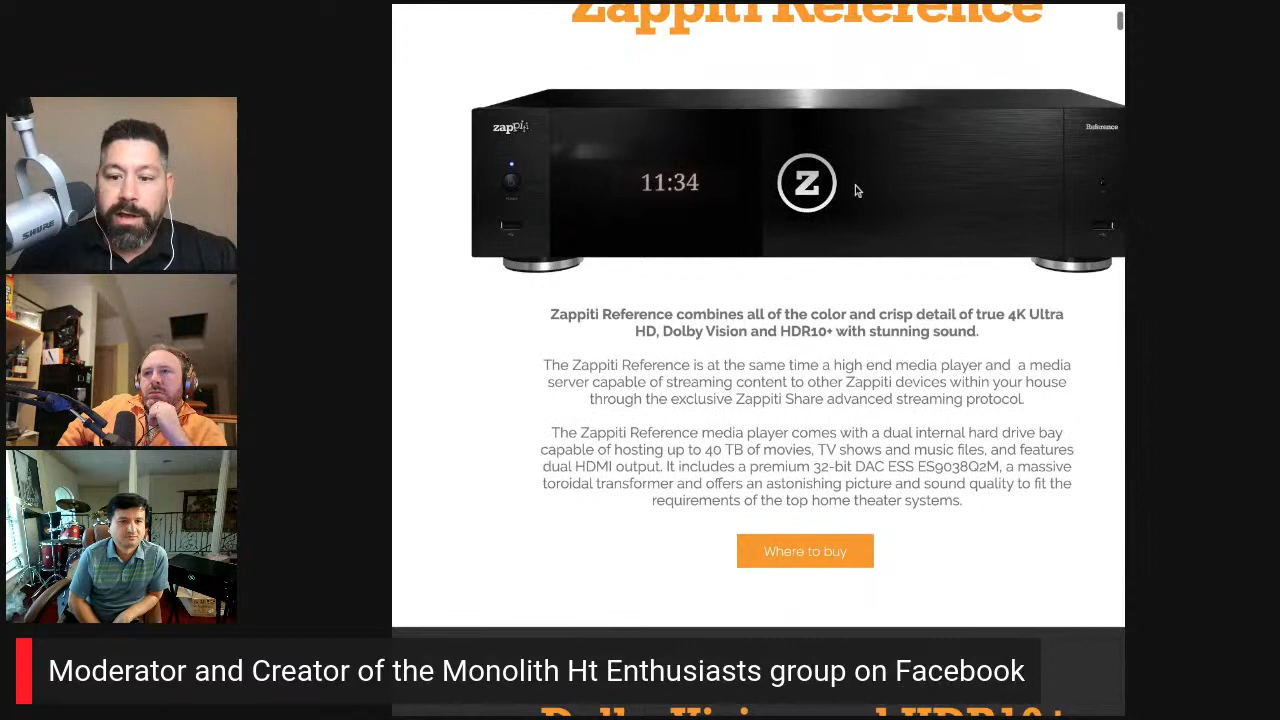 Zappiti Reference
zappiti
Reference
11:34
Z
SHURE
Zappiti Reference combines all of the color and crisp detail of true 4K Ultra
HD, Dolby Vision and HDR10+ with stunning sound.
The Zappiti Reference is at the same time a high end media player and a media
server capable of streaming content to other Zappiti devices within your house
through the exclusive Zappiti Share advanced streaming protocol.
The Zappiti Reference media player comes with a dual internal hard drive bay
capable of hosting up to 40 TB of movies, TV shows and music files, and features
dual HDMI output. It includes a premium 32-bit DAC ESS ES9038Q2M, a massive
toroidal transformer and offers an astonishing picture and sound quality to fit the
requirements of the top home theater systems.
Where to buy
Moderator and Creator of the Monolith Ht Enthusiasts group on Facebook
Dolby Vision and HDR10+